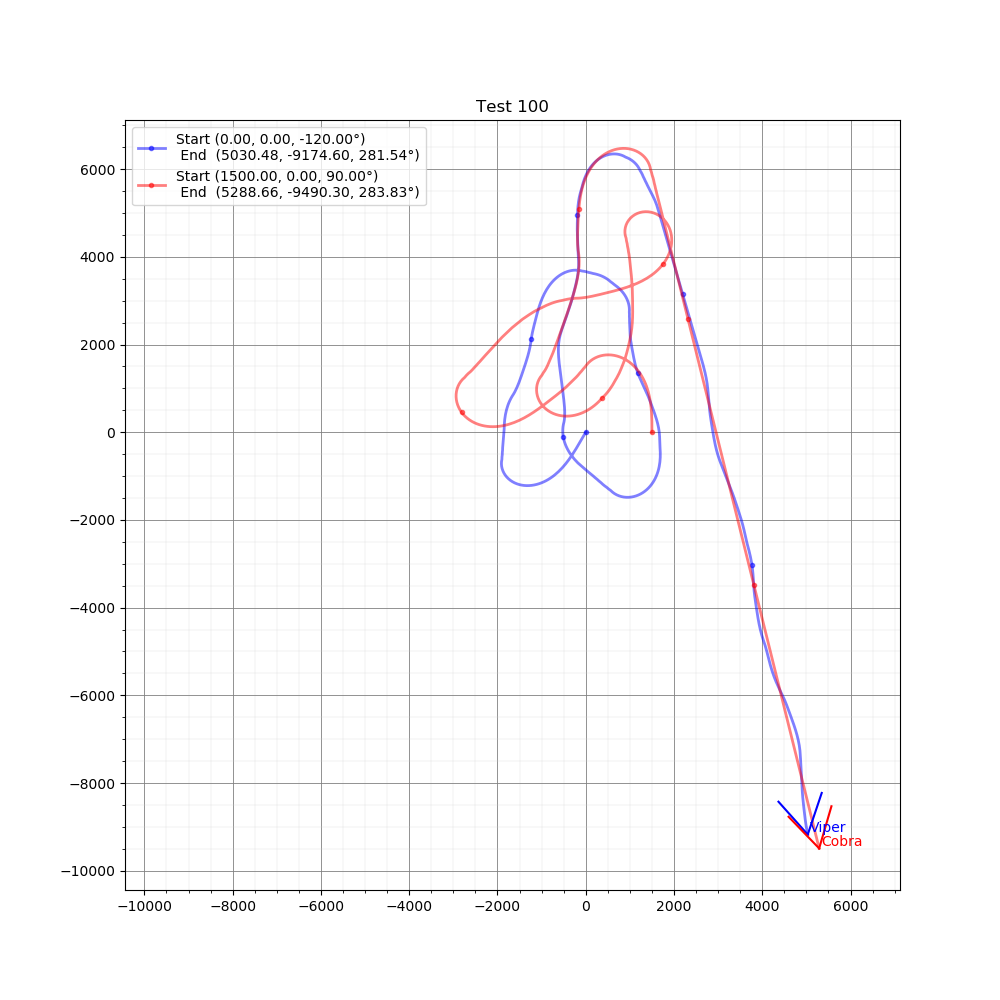 Test 100
Start (0.00, 0.00, -120.00°)
End  (5030.48, -9174.60, 281.54°)
Start (1500.00, 0.00, 90.00°)
End  (5288.66, -9490.30, 283.83°)
6000
4000
2000
0
−2000
−4000
−6000
−8000
−10000
Viper
Cobra
−10000 −8000 −6000 −4000 −2000 0 2000 4000 6000